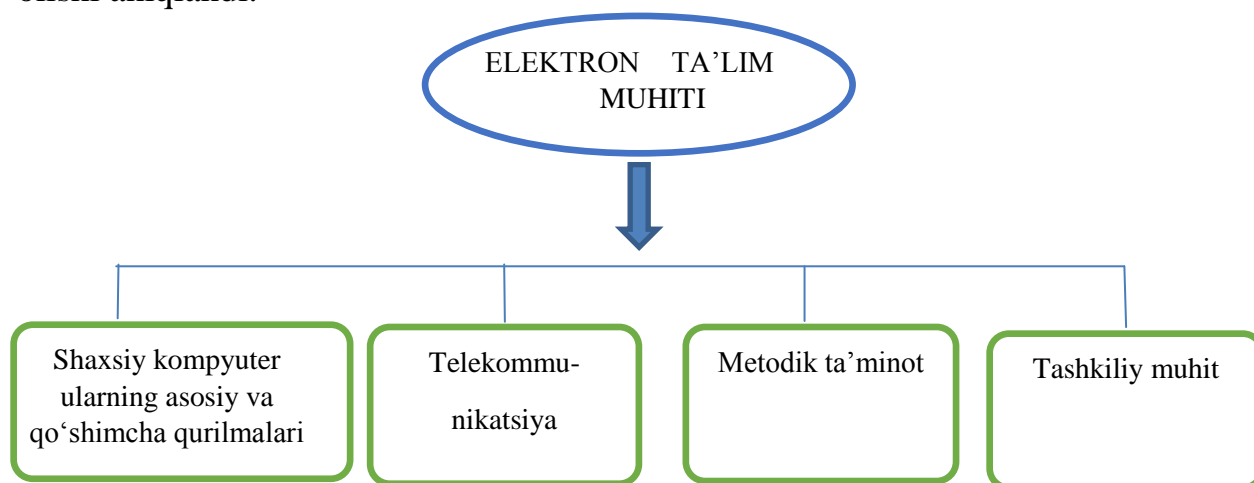 ELEKTRON TA’LIM
MUHITI
Shaxsiy kompyuter
ularning asosiy va
qo‘shimcha qurilmalari
Telekommu-
nikatsiya
Metodik ta’minot
Tashkiliy muhit